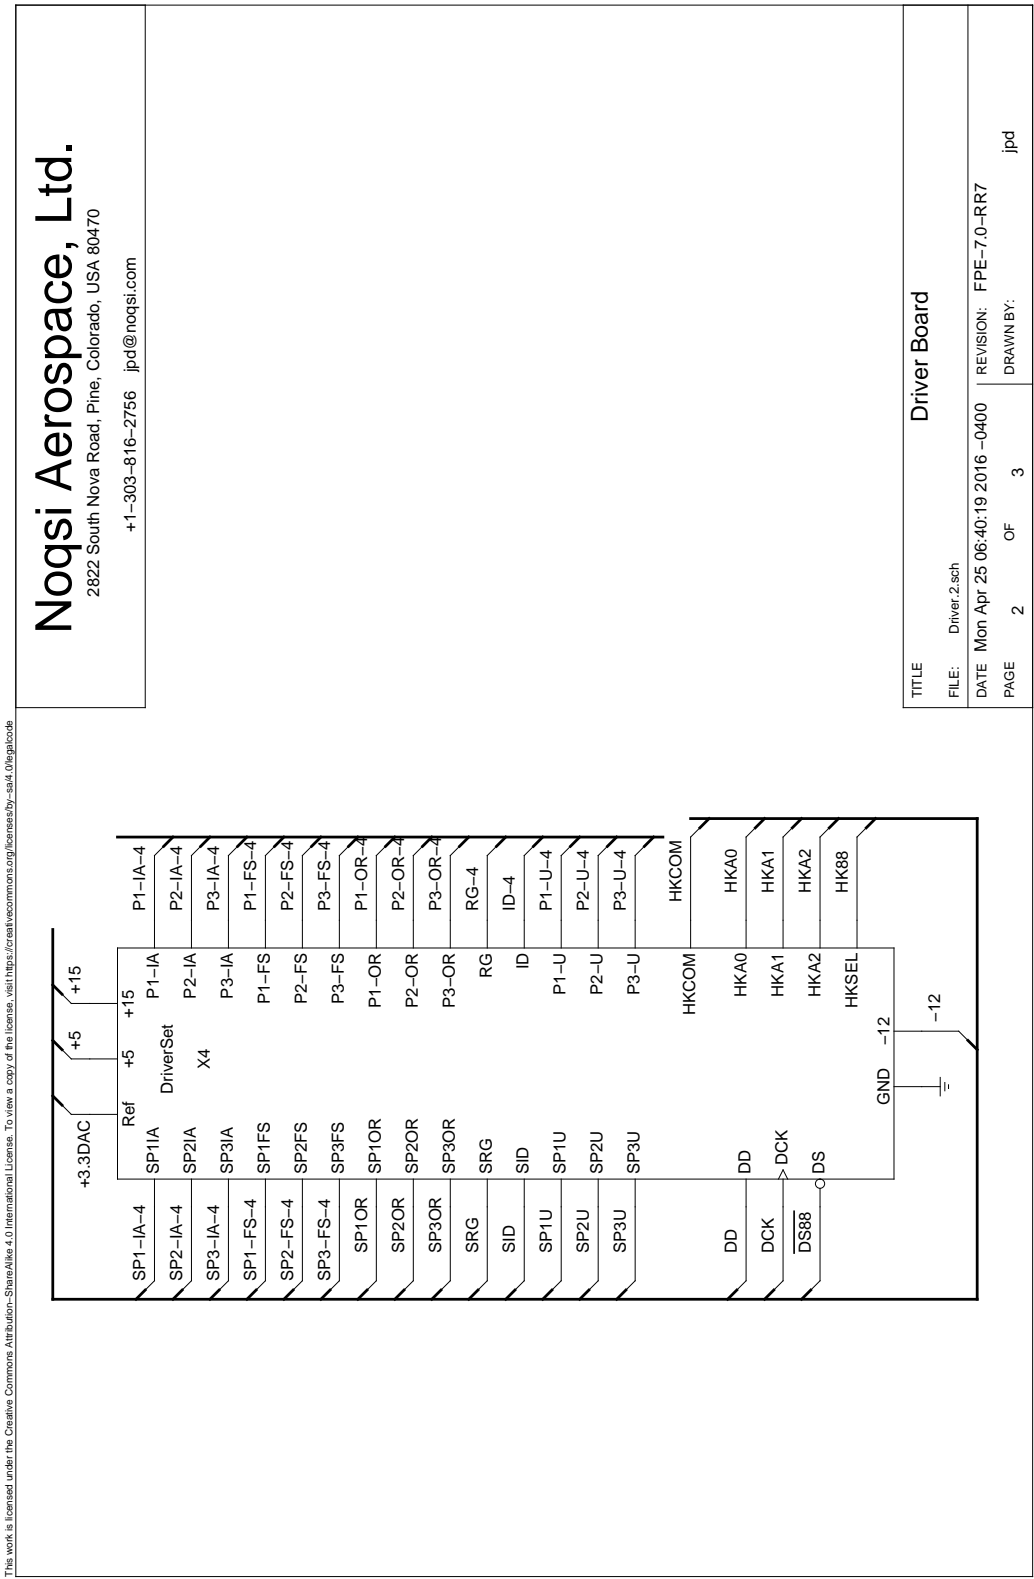 This work is licensed under the Creative Commons Attribution−ShareAlike 4.0 International License. To view a copy of the license, visit https://creativecommons.org/licenses/by−sa/4.0/legalcode
Noqsi Aerospace, Ltd.
2822 South Nova Road, Pine, Colorado, USA 80470
+1−303−816−2756 jpd@noqsi.com
+3.3DAC
+5
+15
Ref
+5
+15
DriverSet
X4
SP1−IA−4 SP1IA P1−IA P1−IA−4
SP2−IA−4 SP2IA P2−IA P2−IA−4
SP3−IA−4 SP3IA P3−IA P3−IA−4
SP1−FS−4 SP1FS P1−FS P1−FS−4
SP2−FS−4 SP2FS P2−FS P2−FS−4
SP3−FS−4 SP3FS P3−FS P3−FS−4
SP1OR SP1OR P1−OR P1−OR−4
SP2OR SP2OR P2−OR P2−OR−4
SP3OR SP3OR P3−OR P3−OR−4
SRG SRG RG RG−4
SID SID ID ID−4
SP1U SP1U P1−U P1−U−4
SP2U SP2U P2−U P2−U−4
SP3U SP3U P3−U P3−U−4
HKCOM HKCOM
DD DD HKA0 HKA0
DCK DCK HKA1 HKA1
DS88 DS HKA2 HKA2
HKSEL HK88
GND −12
−12
TITLE
Driver Board
FILE: Driver.2.sch
DATE Mon Apr 25 06:40:19 2016 −0400 REVISION: FPE−7.0−RR7
PAGE 2 OF 3 DRAWN BY: jpd